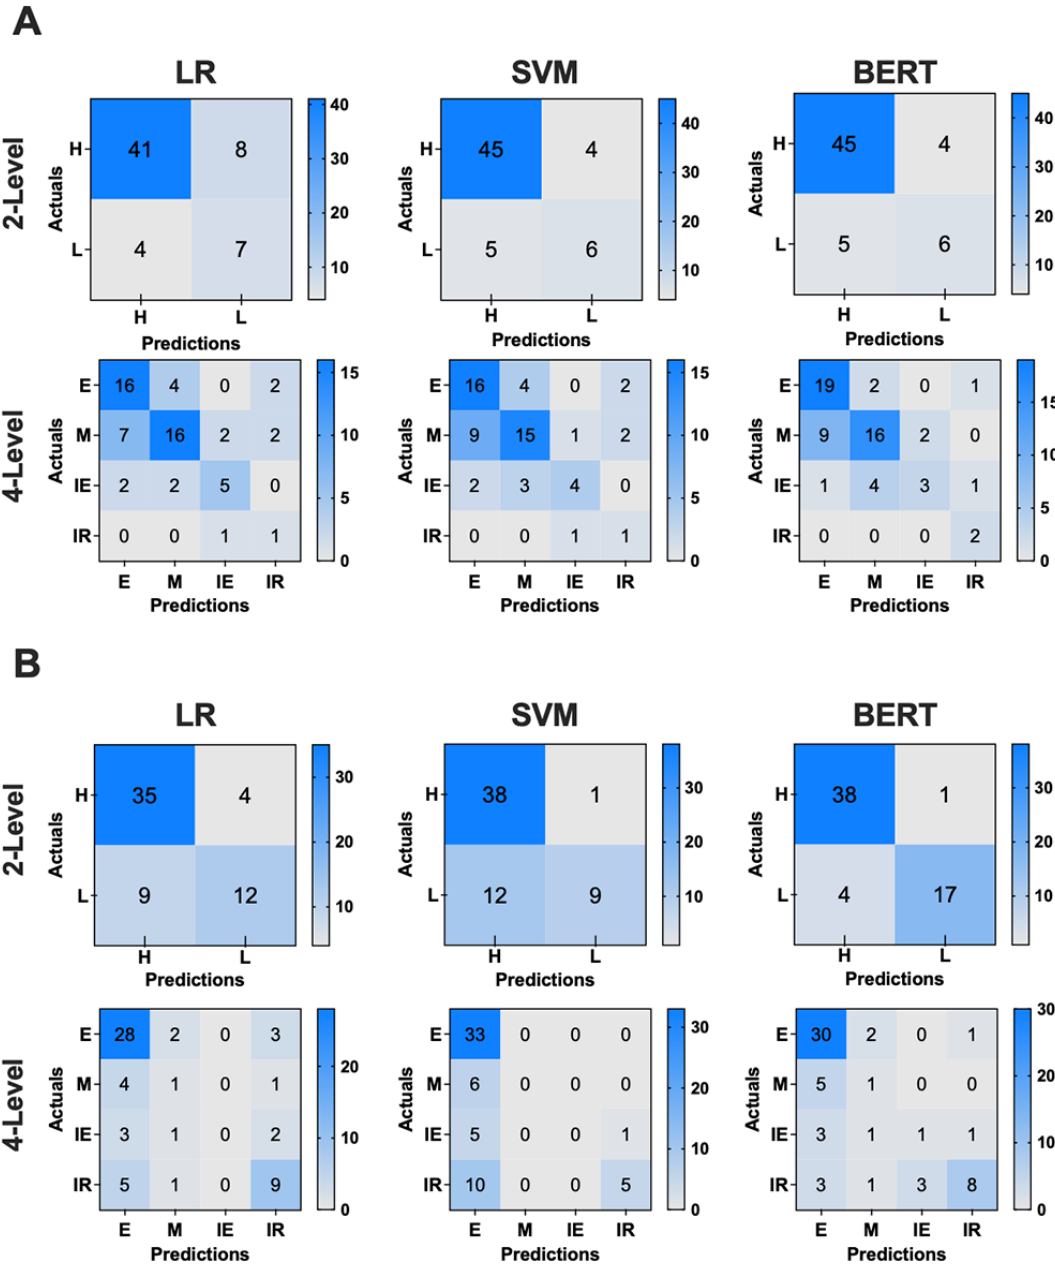 A
LR SVM BERT
2-Level
Actuals
H 41 8
L 4 7
H L
Predictions
40
30
20
10
Actuals
H 45 4
L 5 6
H L
Predictions
40
30
20
10
Actuals
H 45 4
L 5 6
H L
Predictions
40
30
20
10
4-Level
Actuals
E 16 4 0 2
M 7 16 2 2
IE 2 2 5 0
IR 0 0 1 1
E M IE IR
Predictions
15
10
5
0
Actuals
E 16 4 0 2
M 9 15 1 2
IE 2 3 4 0
IR 0 0 1 1
E M IE IR
Predictions
15
10
5
0
Actuals
E 19 2 0 1
M 9 16 2 0
IE 1 4 3 1
IR 0 0 0 2
E M IE IR
Predictions
15
10
5
0
B
LR SVM BERT
2-Level
Actuals
H 35 4
L 9 12
H L
Predictions
30
20
10
Actuals
H 38 1
L 12 9
H L
Predictions
30
20
10
Actuals
H 38 1
L 4 17
H L
Predictions
30
20
10
4-Level
Actuals
E 28 2 0 3
M 4 1 0 1
IE 3 1 0 2
IR 5 1 0 9
E M IE IR
Predictions
20
10
0
Actuals
E 33 0 0 0
M 6 0 0 0
IE 5 0 0 1
IR 10 0 0 5
E M IE IR
Predictions
30
20
10
0
Actuals
E 30 2 0 1
M 5 1 0 0
IE 3 1 1 1
IR 3 1 3 8
E M IE IR
Predictions
30
20
10
0